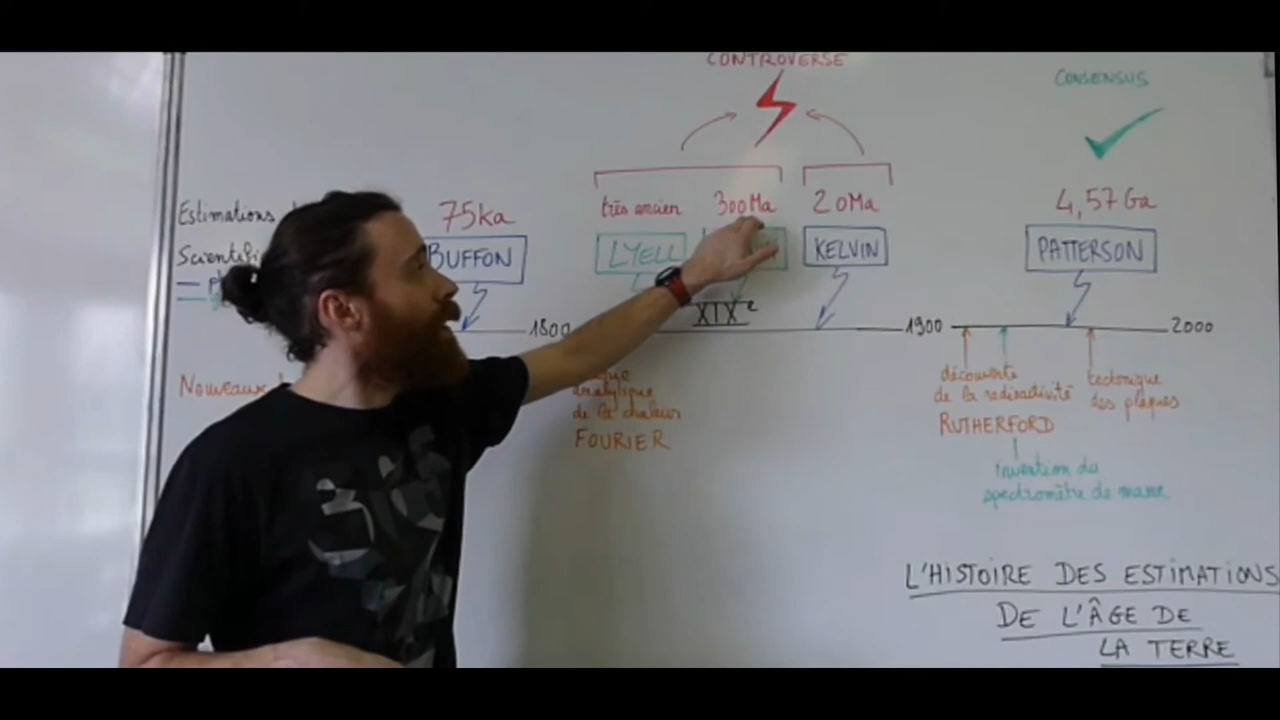 CONTROVERSE
CONSENSUS
Estimations
75ka
très ancien
300Ma
20Ma
4,57Ga
Scientifi
BUFFON
LYELL
KELVIN
PATTERSON
1800
XIXe
1900
2000
Nouveaux
analytique
de la chaleur
FOURIER
découverte
de la radioactivité
RUTHERFORD
invention du
spectromètre de masse
tectonique
des plaques
L'HISTOIRE DES ESTIMATIONS
DE L'ÂGE DE
LA TERRE